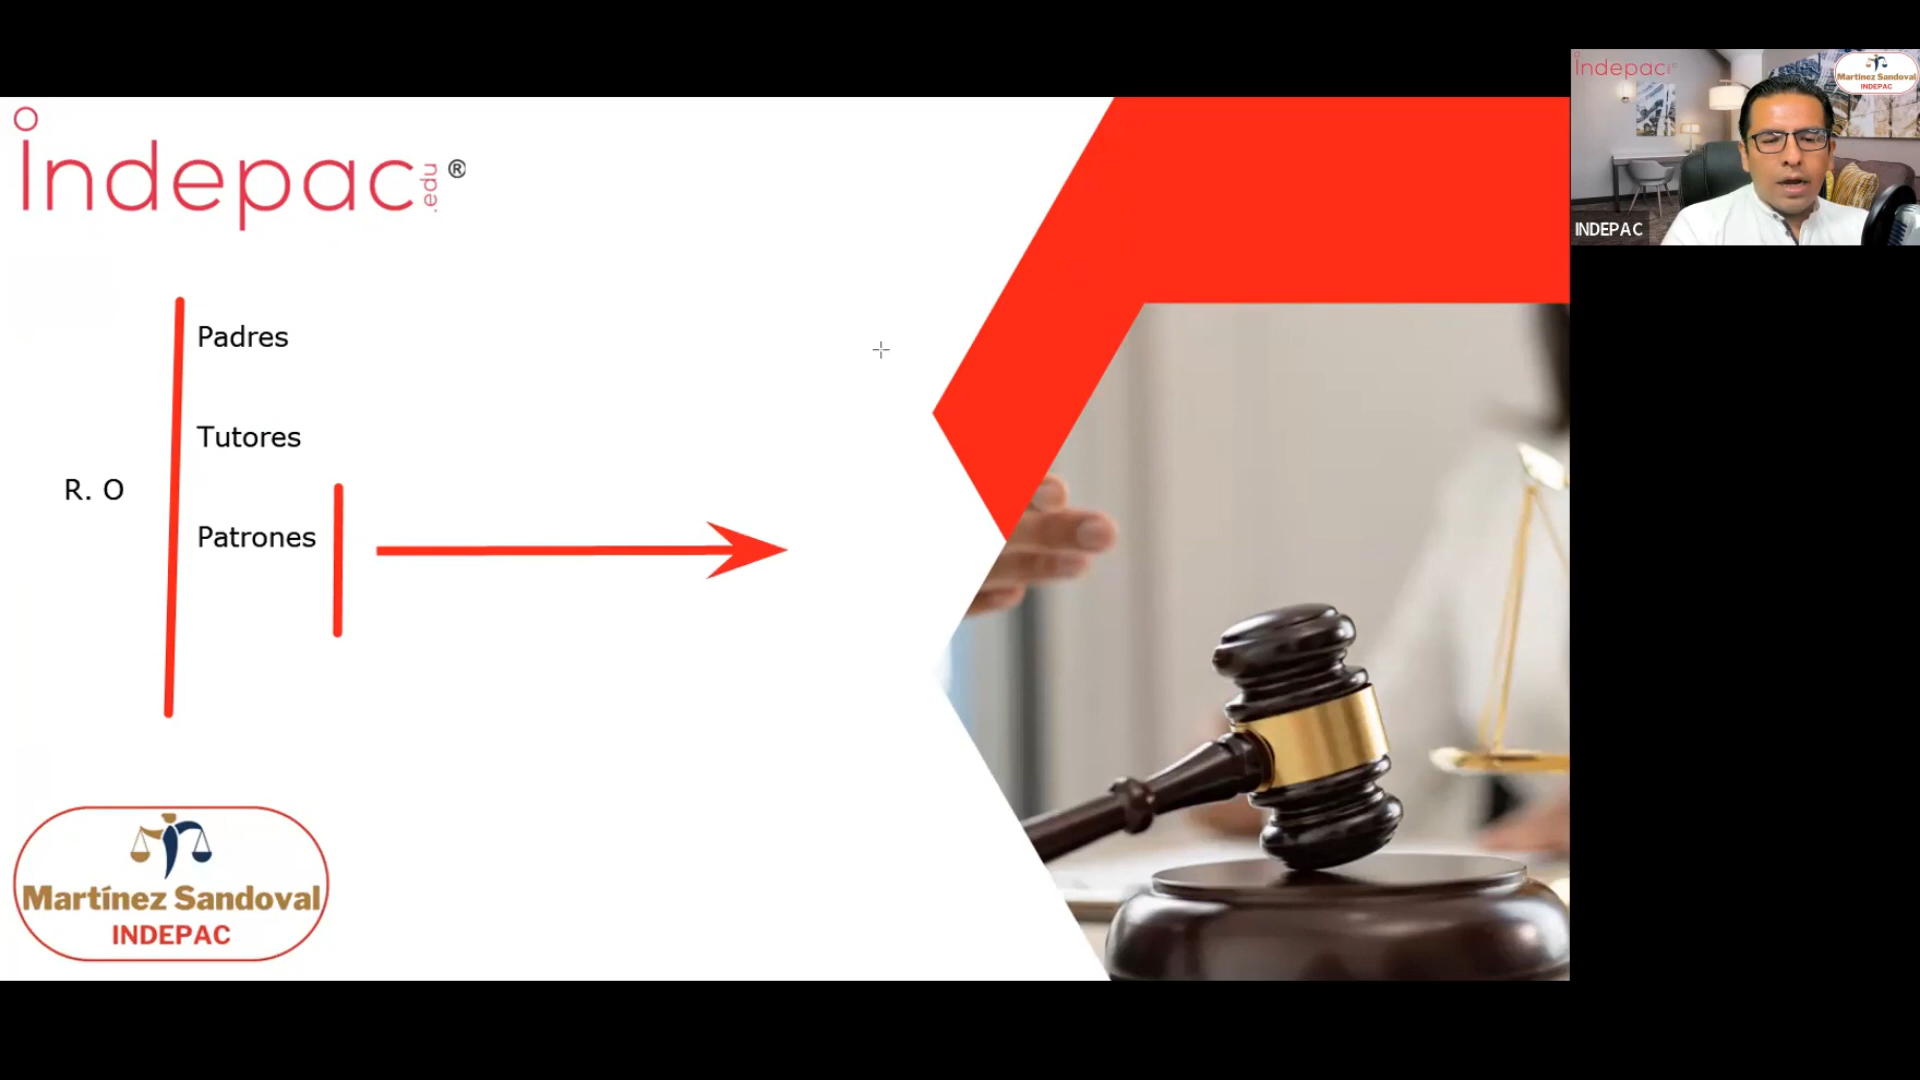 indepac.edu ®
Padres
Tutores
R. O
Patrones
Martínez Sandoval
INDEPAC
Indepac
Martínez Sandoval
INDEPAC
INDEPAC